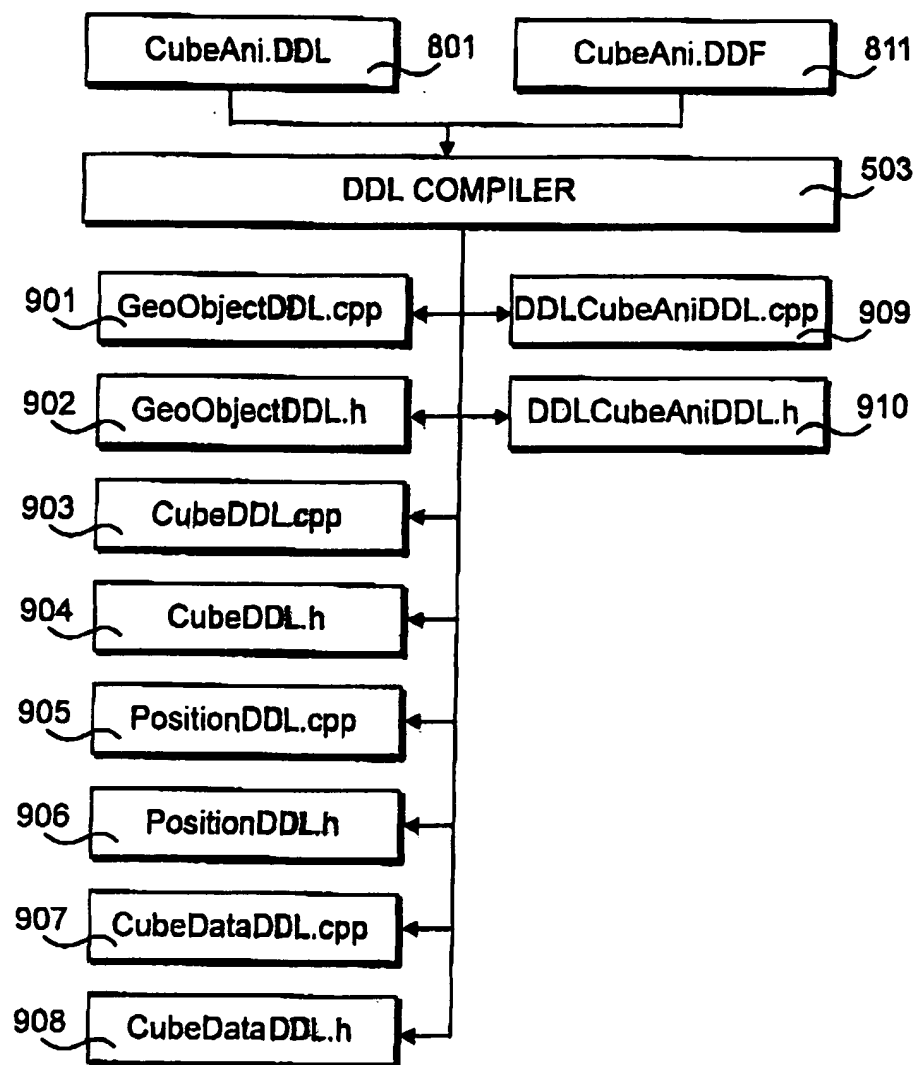 CubeAni.DDL
801
CubeAni.DDF
811
DDL COMPILER
503
901
GeoObjectDDL.cpp
DDLCubeAniDDL.cpp
909
902
GeoObjectDDL.h
DDLCubeAniDDL.h
910
903
CubeDDL.cpp
904
CubeDDL.h
905
PositionDDL.cpp
906
PositionDDL.h
907
CubeDataDDL.cpp
908
CubeDataDDL.h